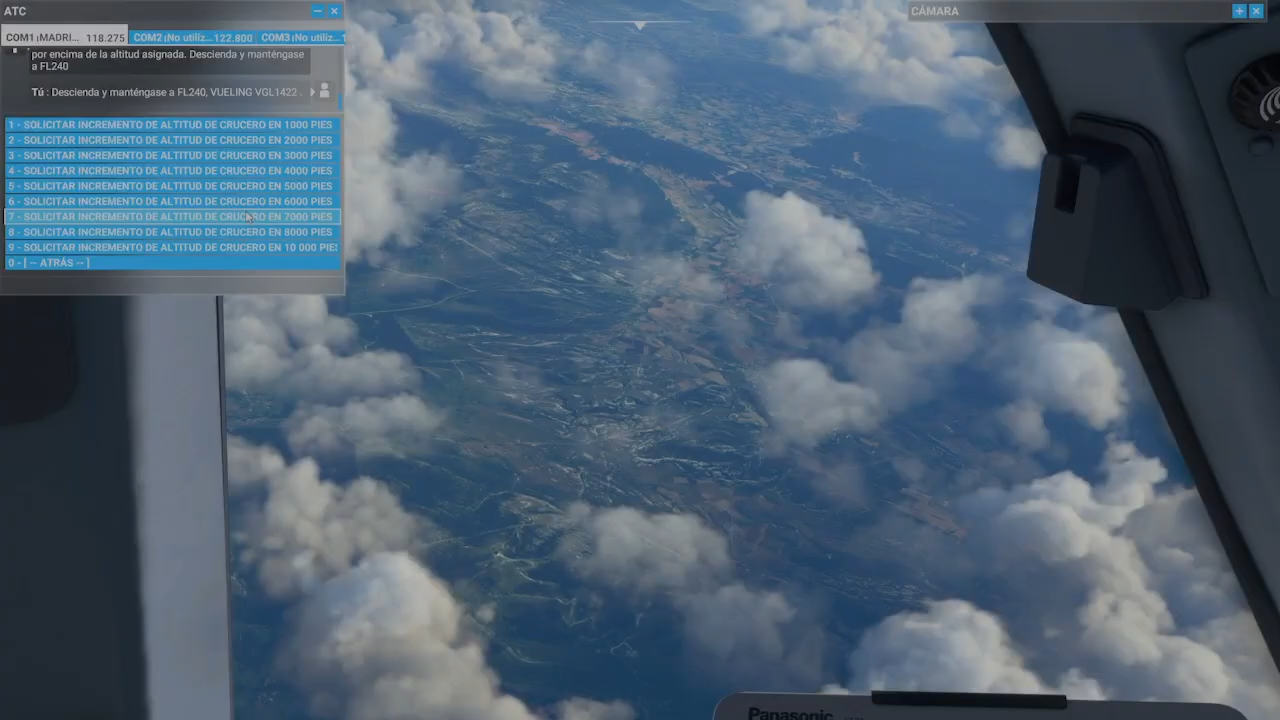 ATC
CÁMARA
COM1 (MADRI... 118.275
COM2 (No utiliz...122.800
COM3 (No utiliz...1
por encima de la altitud asignada. Descienda y manténgase
a FL240
Tú : Descienda y manténgase a FL240, VUELING VGL1422 .
1 - SOLICITAR INCREMENTO DE ALTITUD DE CRUCERO EN 1000 PIES
2 - SOLICITAR INCREMENTO DE ALTITUD DE CRUCERO EN 2000 PIES
3 - SOLICITAR INCREMENTO DE ALTITUD DE CRUCERO EN 3000 PIES
4 - SOLICITAR INCREMENTO DE ALTITUD DE CRUCERO EN 4000 PIES
5 - SOLICITAR INCREMENTO DE ALTITUD DE CRUCERO EN 5000 PIES
6 - SOLICITAR INCREMENTO DE ALTITUD DE CRUCERO EN 6000 PIES
7 - SOLICITAR INCREMENTO DE ALTITUD DE CRUCERO EN 7000 PIES
8 - SOLICITAR INCREMENTO DE ALTITUD DE CRUCERO EN 8000 PIES
9 - SOLICITAR INCREMENTO DE ALTITUD DE CRUCERO EN 10 000 PIES
0 - [ -- ATRÁS -- ]
Panasonic